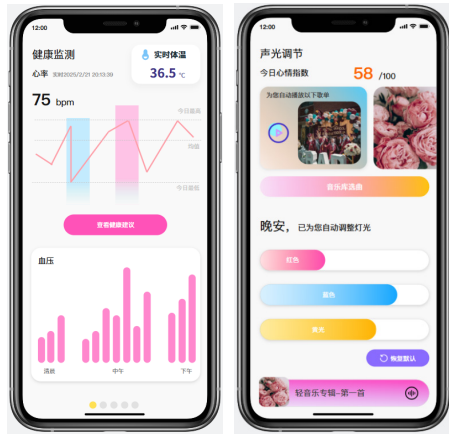 12:00
健康监测
实时体温
心率 实时2025/2/21 20:13:39
36.5 ℃
75 bpm
今日最高
均值
今日最低
查看健康建议
血压
清晨
中午
下午
12:00
声光调节
今日心情指数
58 /100
为您自动播放以下歌单
音乐库选曲
晚安，已为您自动调整灯光
红色
蓝色
黄光
恢复默认
轻音乐专辑–第一首